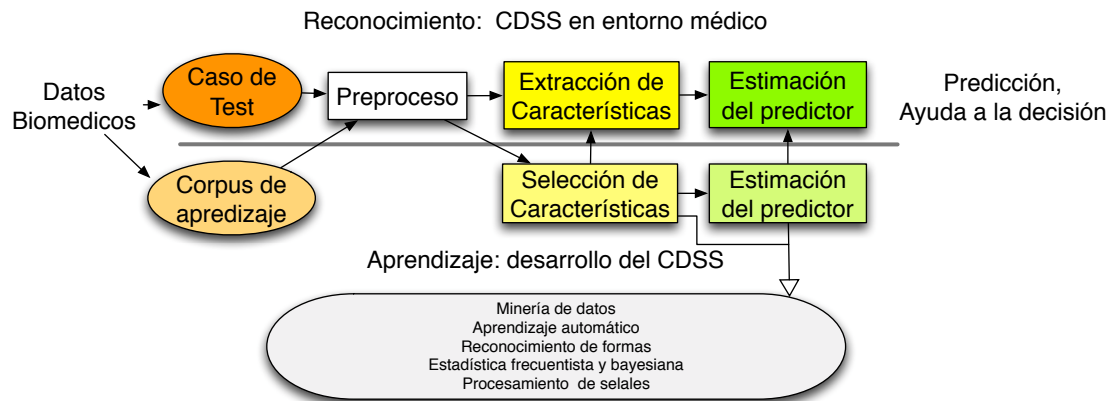 Reconocimiento: CDSS en entorno médico
Datos
Biomedicos
Caso de
Test
Preproceso
Extracción de
Características
Estimación
del predictor
Predicción,
Ayuda a la decisión
Corpus de
apredizaje
Selección de
Características
Estimación
del predictor
Aprendizaje: desarrollo del CDSS
Minería de datos
Aprendizaje automático
Reconocimiento de formas
Estadística frecuentista y bayesiana
Procesamiento de selales